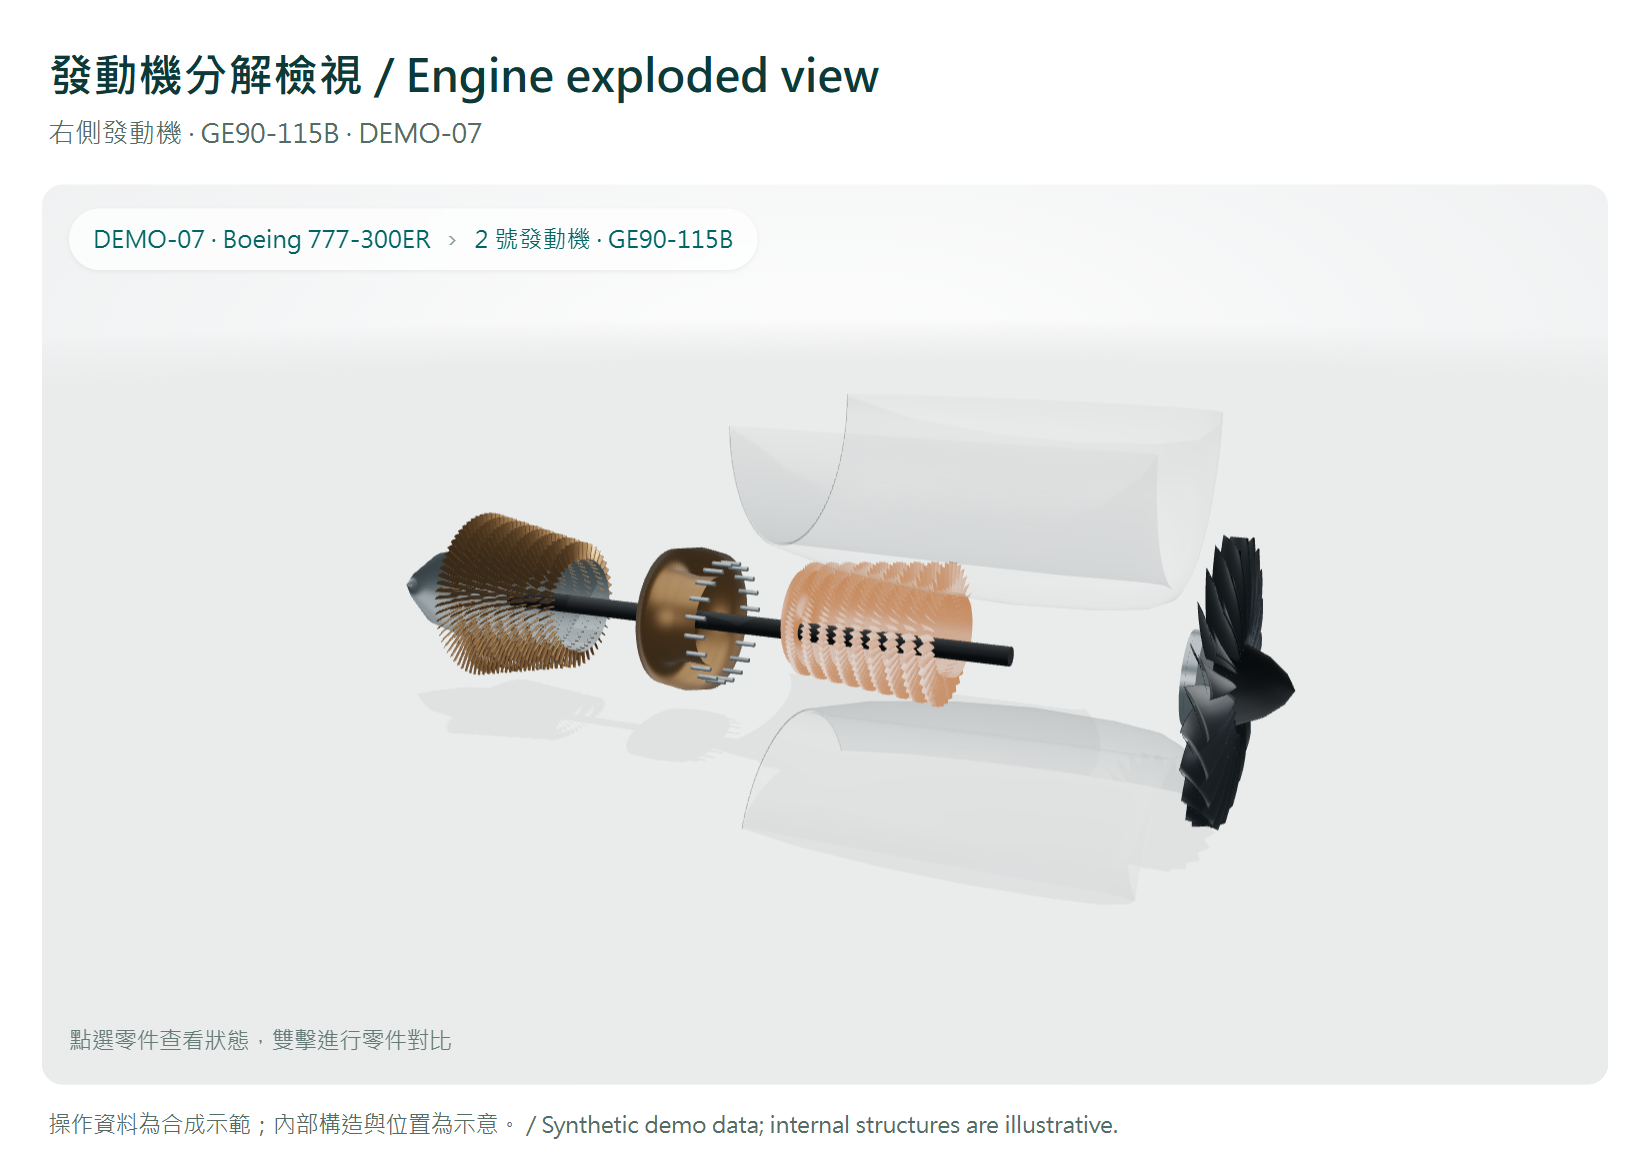 發動機分解檢視 / Engine exploded view
右側發動機 · GE90-115B · DEMO-07
DEMO-07 · Boeing 777-300ER › 2 號發動機 · GE90-115B
點選零件查看狀態，雙擊進行零件對比
操作資料為合成示範；內部構造與位置為示意。 / Synthetic demo data; internal structures are illustrative.